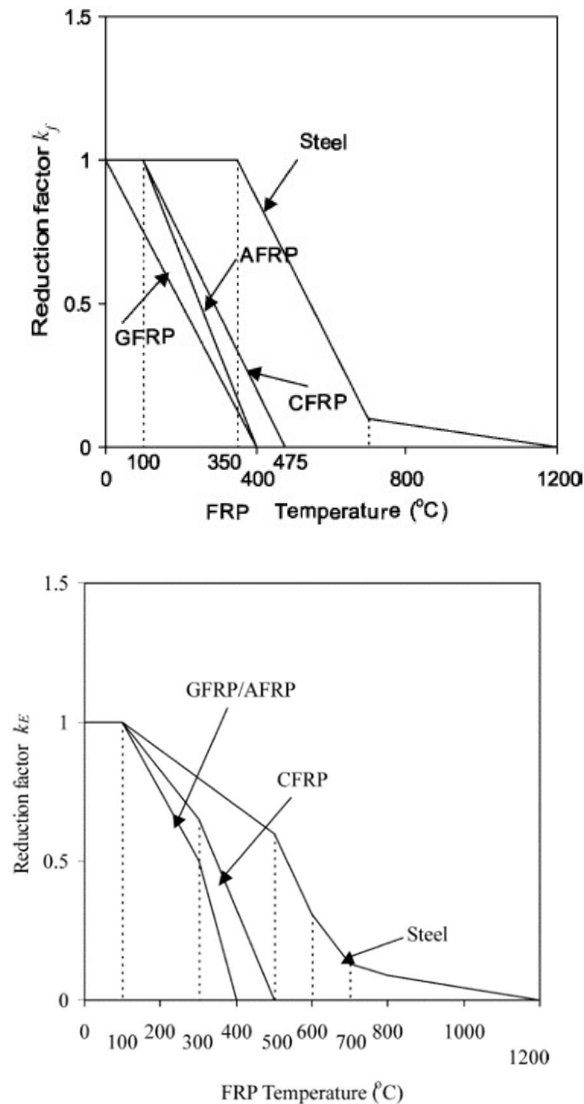 1.5
Reduction factor kf
1
0.5
0
Steel
AFRP
GFRP
CFRP
100 350 475
0 400 800 1200
FRP Temperature (°C)
1.5
Reduction factor kE
1
0.5
0
GFRP/AFRP
CFRP
Steel
0 200 400 600 800 1000
100 300 500 700 1200
FRP Temperature (°C)